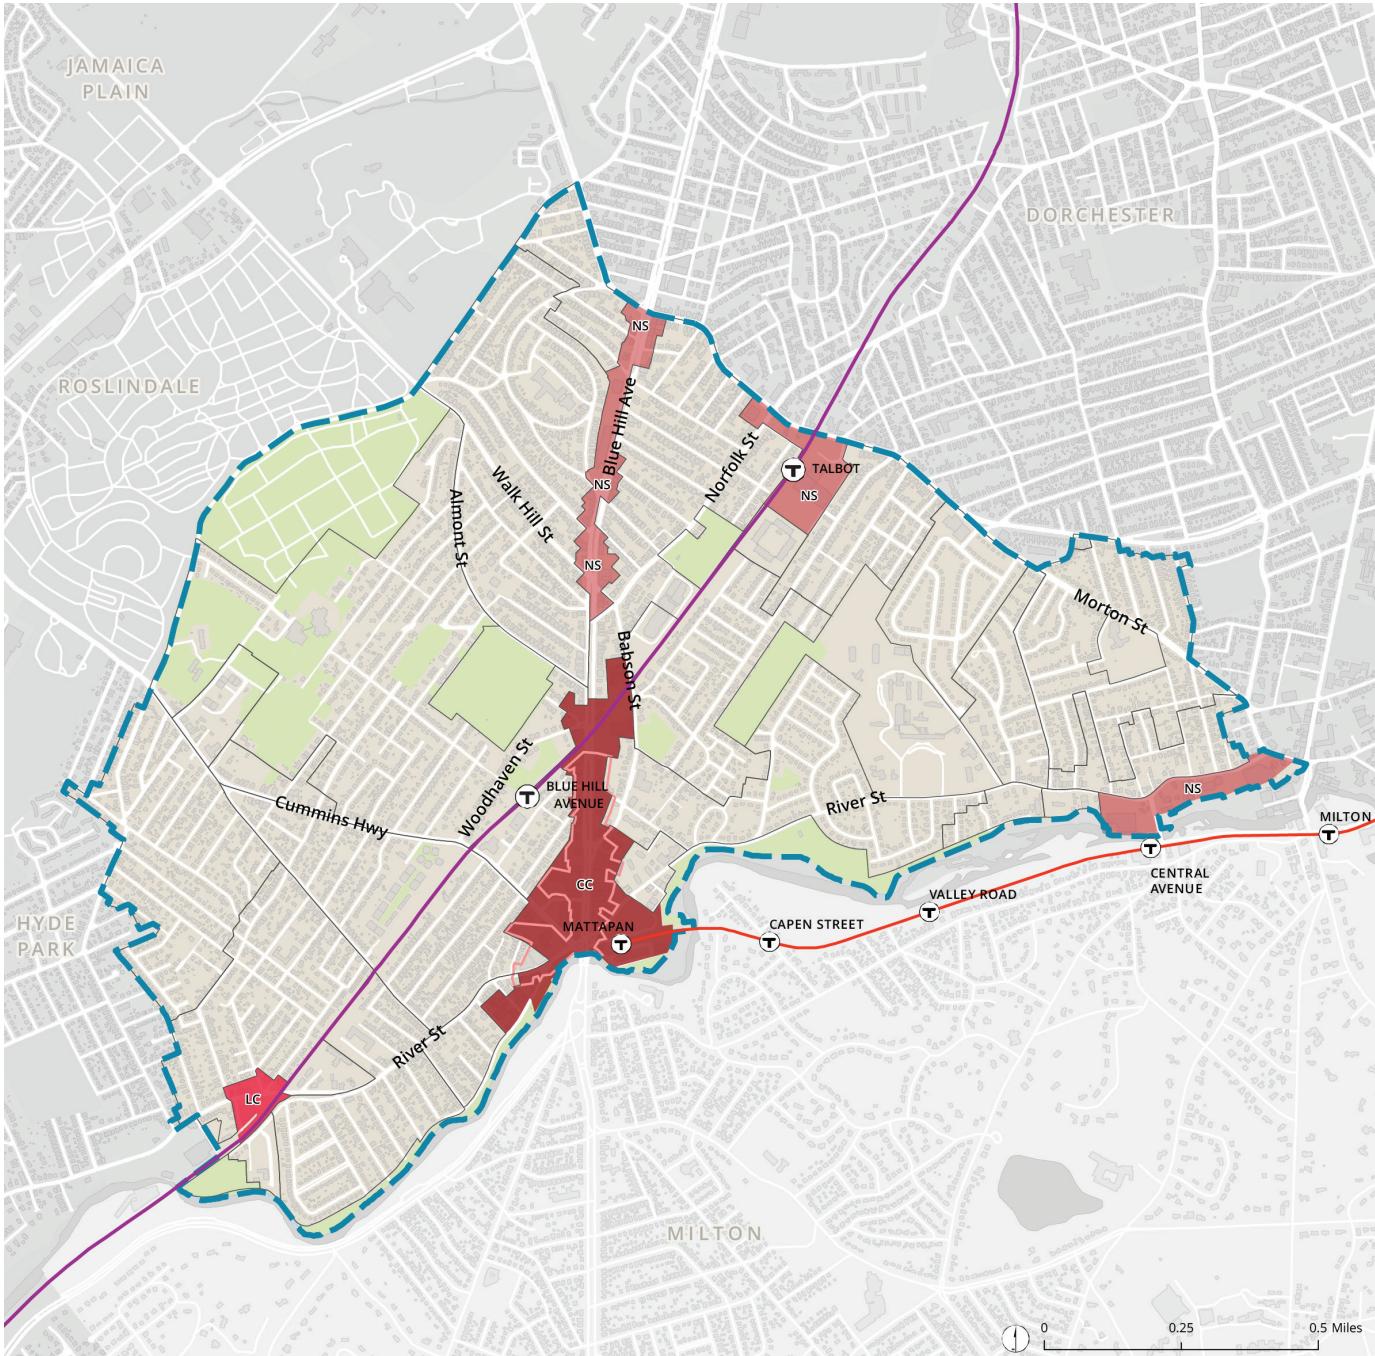 JAMAICA
PLAIN
DORCHESTER
NS
ROSLINDALE
Blue Hill Ave
Norfolk St
TALBOT
NS
NS
Walk Hill St
Almont St
NS
Morton St
Babson St
Woodhaven St
BLUE HILL
AVENUE
NS
Cummins Hwy
River St
MILTON
CENTRAL
AVENUE
CC
VALLEY ROAD
HYDE
PARK
MATTAPAN
CAPEN STREET
River St
LC
MILTON
0
0.25
0.5 Miles
T
T
T
T
T
T
T